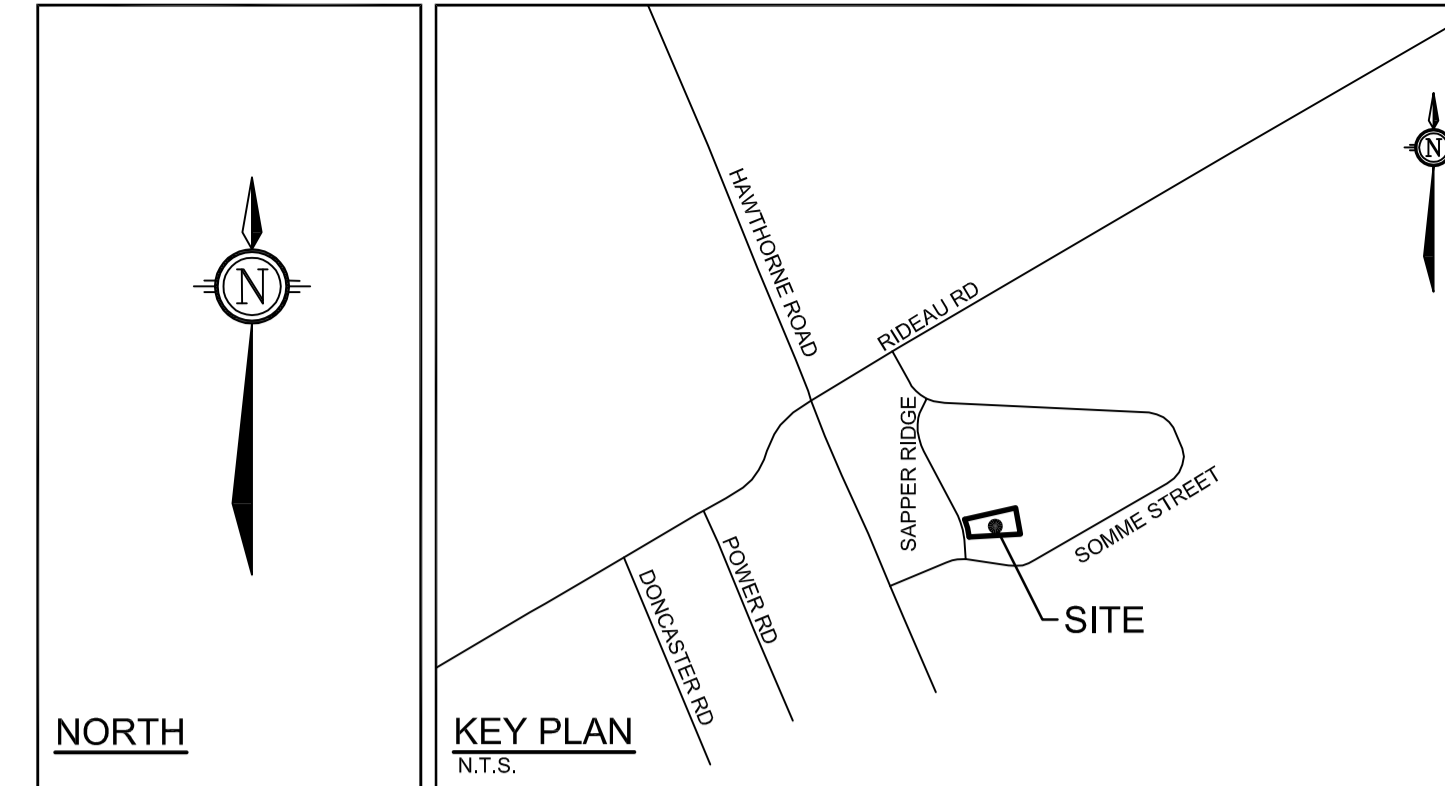 N
NORTH
HAWTHORNE ROAD
RIDEAU RD
N
SAPPER RIDGE
SOMME STREET
POWER RD
DONCASTER RD
SITE
KEY PLAN
N.T.S.